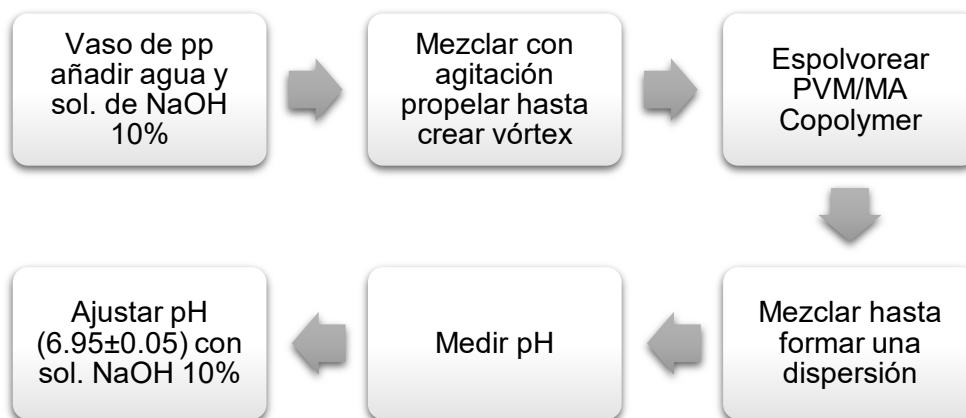 Vaso de pp
añadir agua y
sol. de NaOH
10%
Mezclar con
agitación
propelar hasta
crear vórtex
Espolvorear
PVM/MA
Copolymer
Mezclar hasta
formar una
dispersión
Medir pH
Ajustar pH
(6.95±0.05) con
sol. NaOH 10%